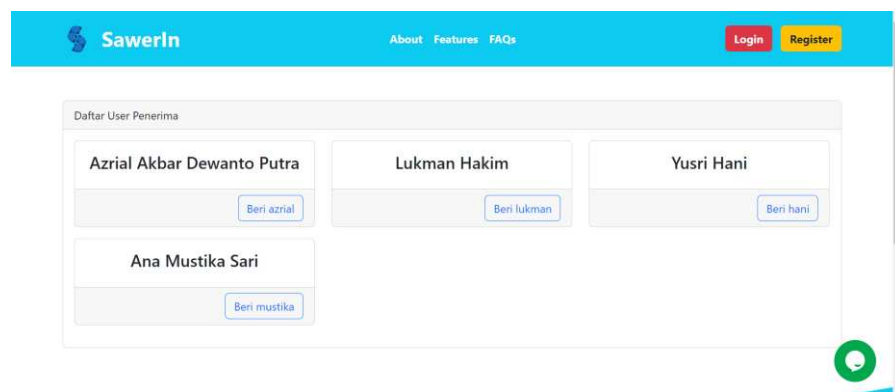 SawerIn About Features FAQs Login Register
Daftar User Penerima
Azrial Akbar Dewanto Putra
Beri azrial
Lukman Hakim
Beri lukman
Yusri Hani
Beri hani
Ana Mustika Sari
Beri mustika